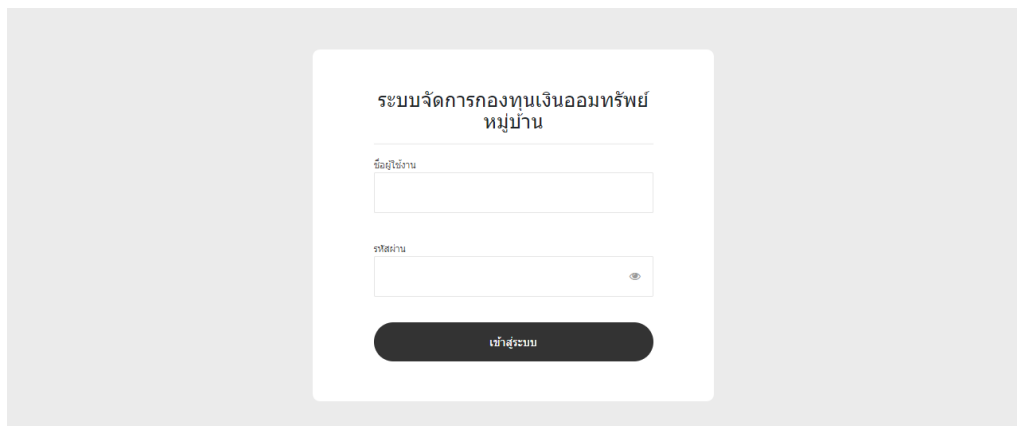 ระบบจัดการกองทุนเงินออมทรัพย์
หมู่บ้าน
ชื่อผู้ใช้งาน
รหัสผ่าน
เข้าสู่ระบบ